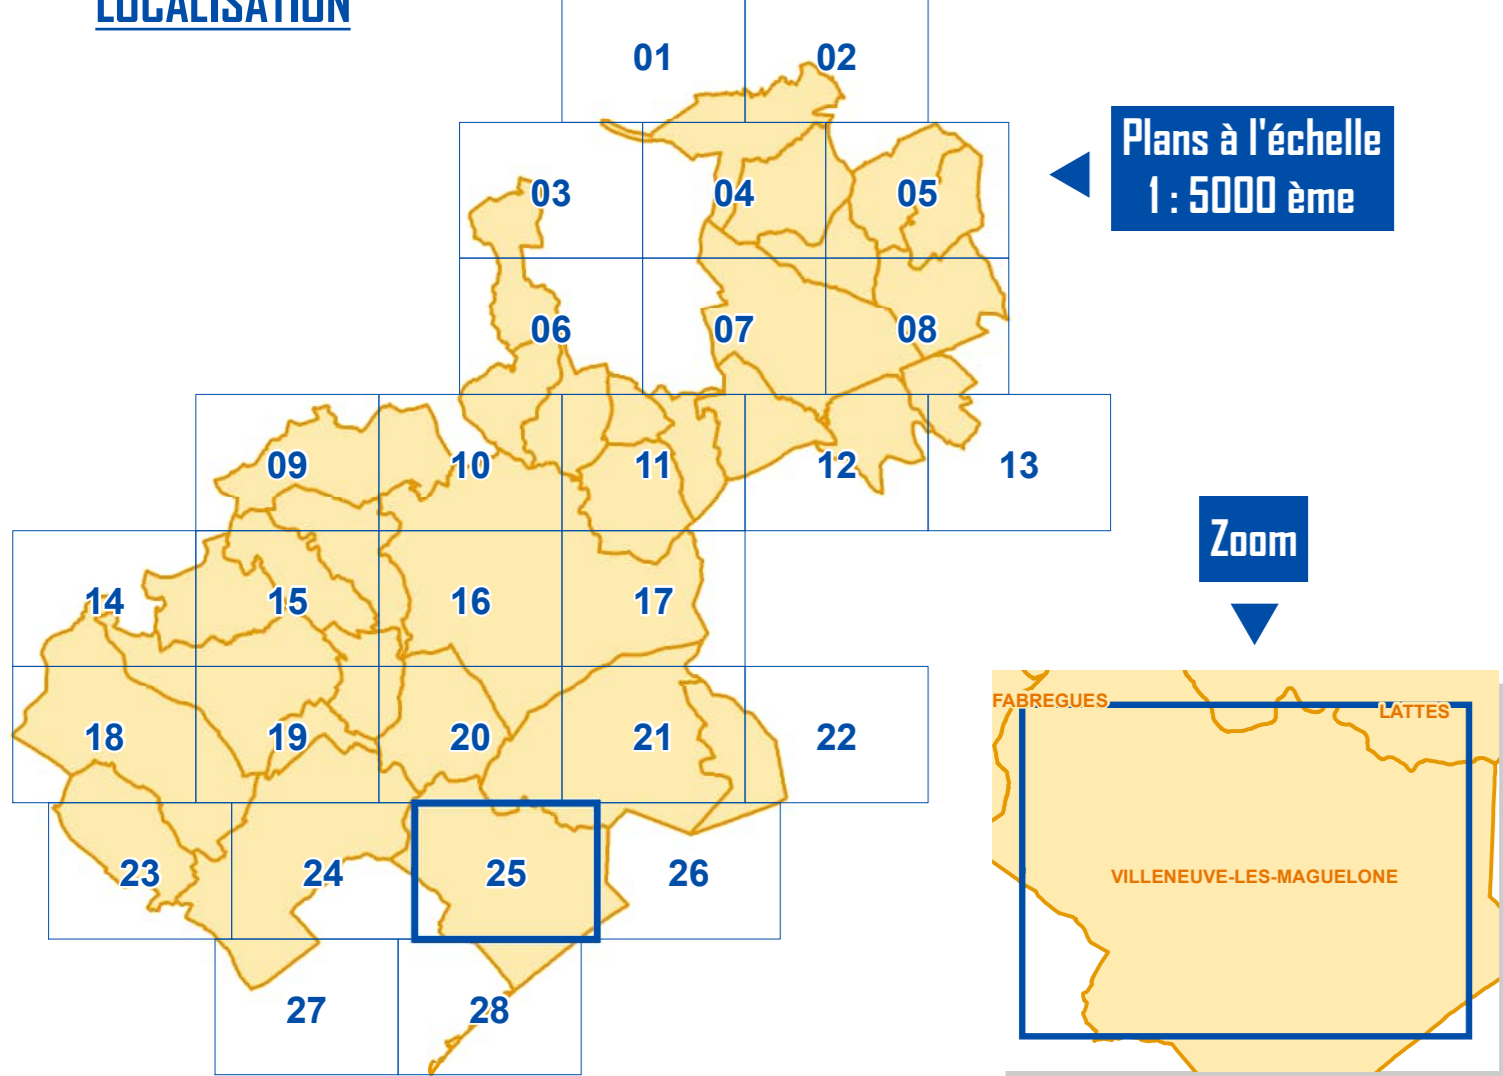 LOCALISATION
01 02
Plans à l'échelle
1 : 5000 ème
03 04 05
06 07 08
09 10 11 12 13
Zoom
14 15 16 17
18 19 20 21 22
FABREGUES
LATTES
23 24 25 26
VILLENEUVE-LES-MAGUELONE
27 28